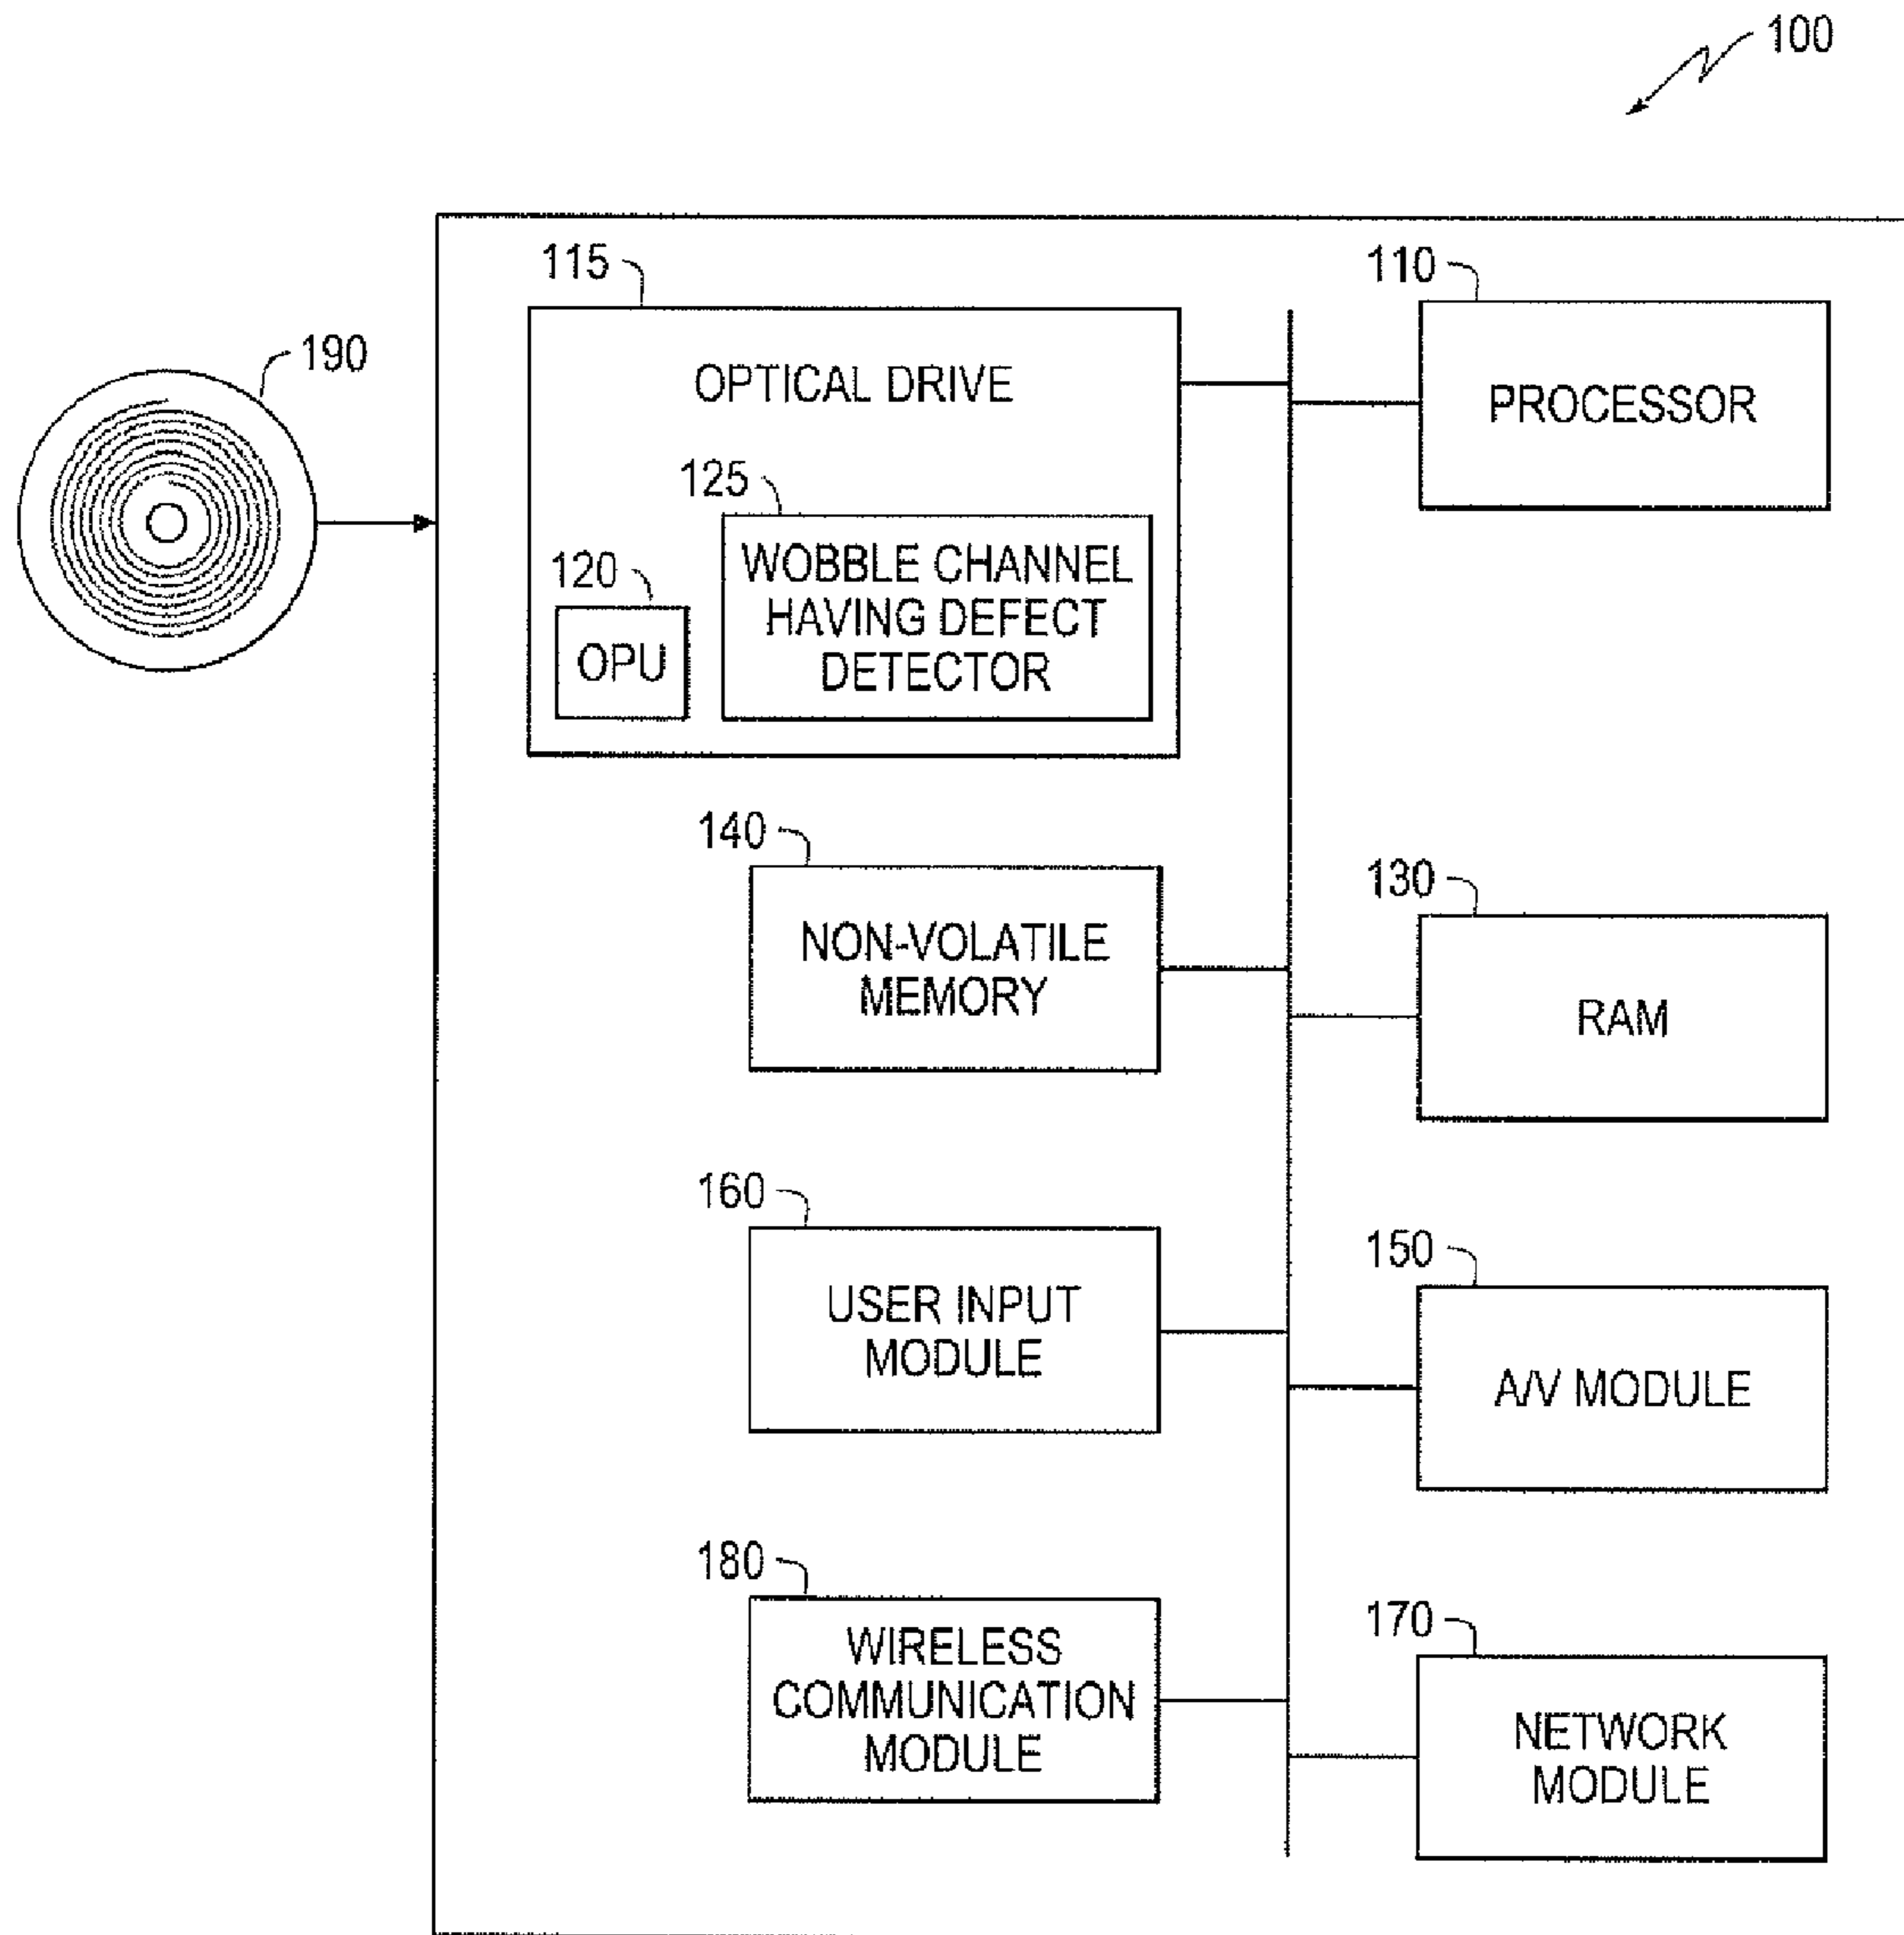 100
115
110
190
OPTICAL DRIVE
PROCESSOR
125
120
WOBBLE CHANNEL
HAVING DEFECT
DETECTOR
OPU
140
130
NON-VOLATILE
MEMORY
RAM
160
150
USER INPUT
MODULE
A/V MODULE
180
170
WIRELESS
COMMUNICATION
MODULE
NETWORK
MODULE